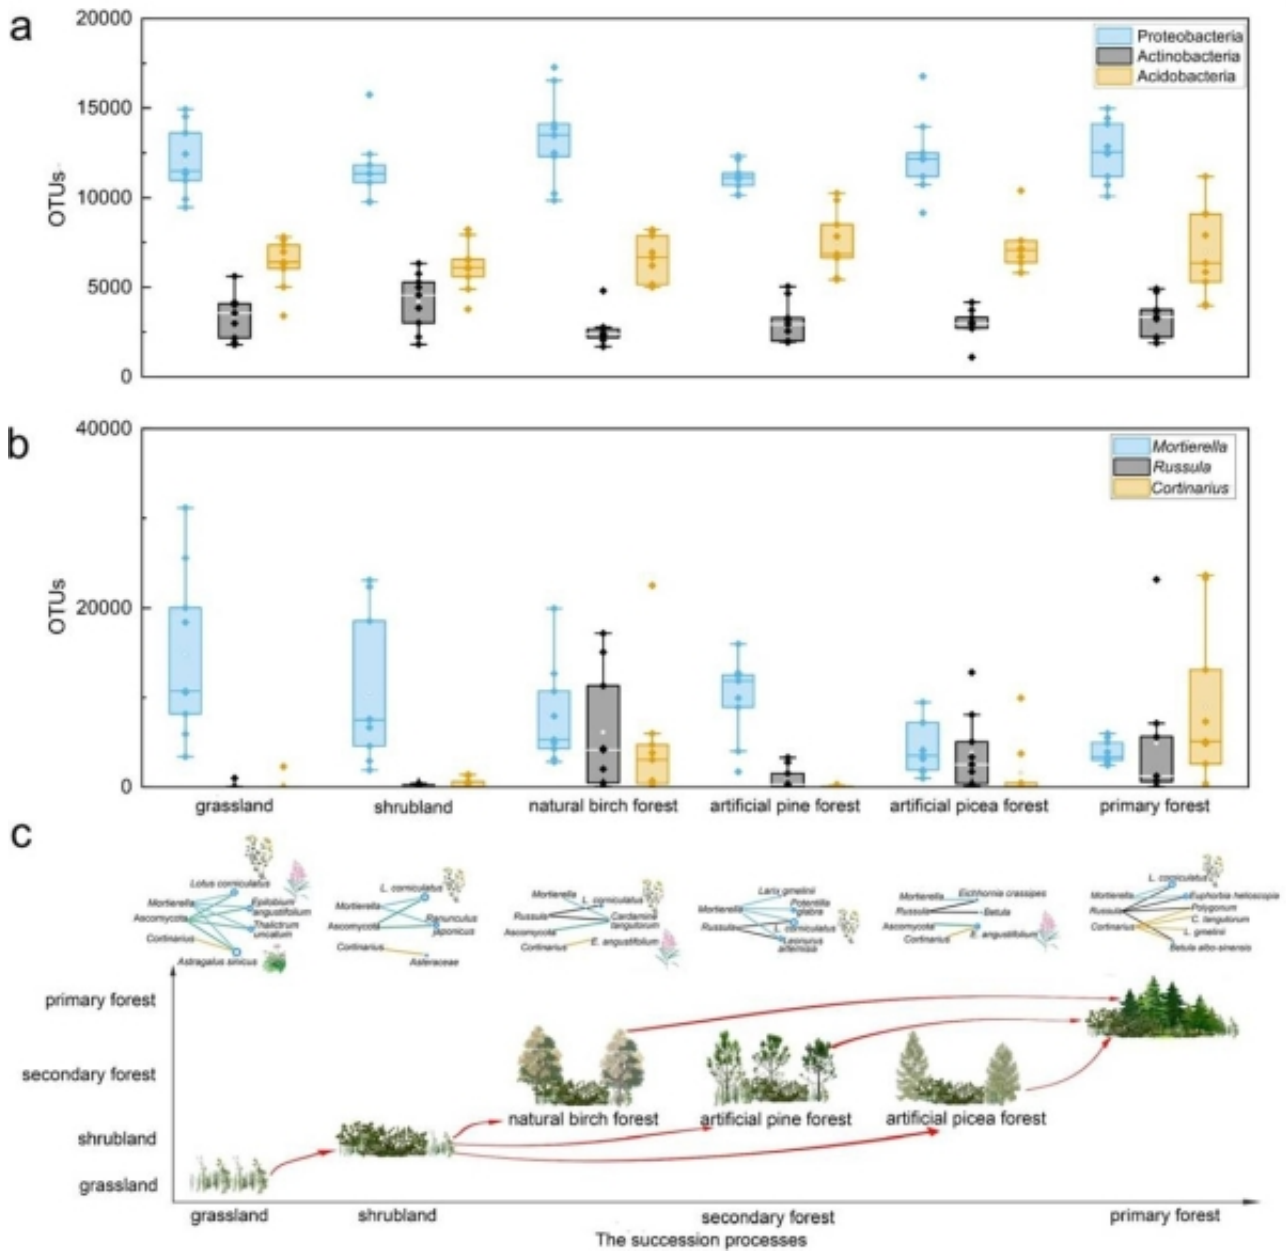 a
20000
15000
10000
5000
0
OTUs
Proteobacteria
Actinobacteria
Acidobacteria
b
40000
20000
0
OTUs
Mortierella
Russula
Cortinarius
grassland shrubland natural birch forest artificial pine forest artificial picea forest primary forest
c
Lotus corniculatus
Mortierella
Epilobium
angustifolium
Ascomycota
Thalictrum
uncatum
Cortinarius
Astragalus sinicus
L. corniculatus
Mortierella
Ranunculus
japonicus
Ascomycota
Cortinarius
Asteraceae
Mortierella
L. corniculatus
Russula
Cardamine
tangutorum
Ascomycota
Cortinarius
E. angustifolium
Larix gmelinii
Mortierella
Potentilla
glabra
Russula
L. corniculatus
Leonurus
artemisia
Mortierella
Eichhornia crassipes
Russula
Betula
Ascomycota
E. angustifolium
Cortinarius
L. corniculatus
Mortierella
Euphorbia helioscopia
Russula
Polygonum
C. tangutorum
Cortinarius
L. gmelinii
Betula albo-sinensis
primary forest
secondary forest
shrubland
grassland
natural birch forest
artificial pine forest
artificial picea forest
grassland shrubland secondary forest primary forest
The succession processes